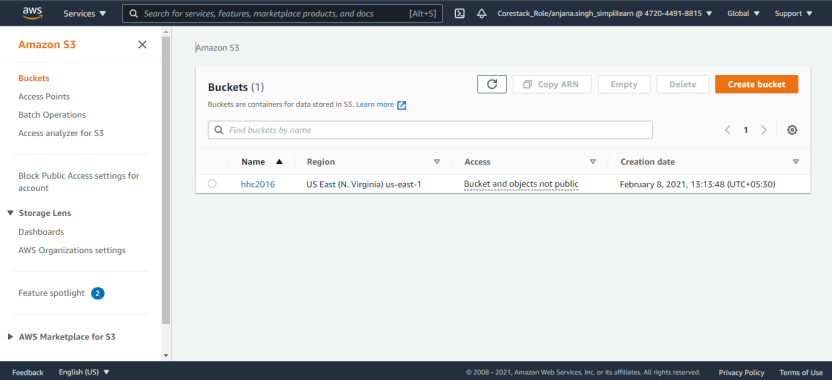 aws
Services ▼
Search for services, features, marketplace products, and docs [Alt+S]
Corestack_Role/anjana.singh_simplilearn @ 4720-4491-8815 ▼
Global ▼
Support ▼
Amazon S3
Buckets
Access Points
Batch Operations
Access analyzer for S3
Block Public Access settings for
account
Storage Lens
Dashboards
AWS Organizations settings
Feature spotlight 2
AWS Marketplace for S3
Amazon S3
Buckets (1)
Copy ARN
Empty
Delete
Create bucket
Buckets are containers for data stored in S3. Learn more
Find buckets by name
1
Name Region Access Creation date
hhc2016 US East (N. Virginia) us-east-1 Bucket and objects not public February 8, 2021, 13:13:48 (UTC+05:30)
Feedback English (US) ▼ © 2008 - 2021, Amazon Web Services, Inc. or its affiliates. All rights reserved. Privacy Policy Terms of Use